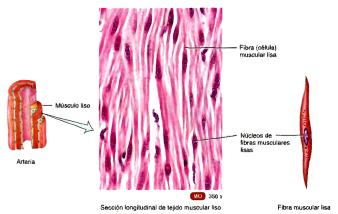 Fibra (célula)
muscular lisa
Músculo liso
Núcleos de
fibras musculares
lisas
Arteria
MO 350 x
Sección longitudinal de tejido muscular liso
Fibra muscular lisa